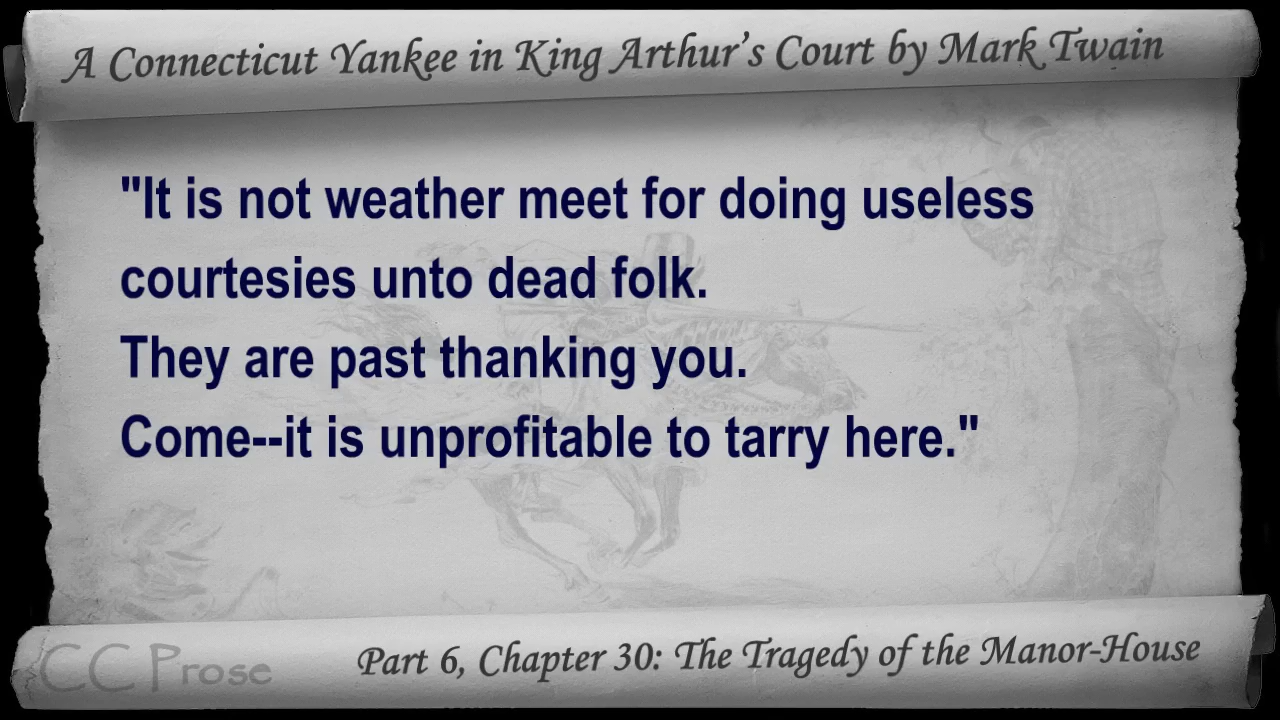 A Connecticut Yankee in King Arthur's Court by Mark Twain
"It is not weather meet for doing useless
courtesies unto dead folk.
They are past thanking you.
Come--it is unprofitable to tarry here."
CC Prose
Part 6, Chapter 30: The Tragedy of the Manor-House